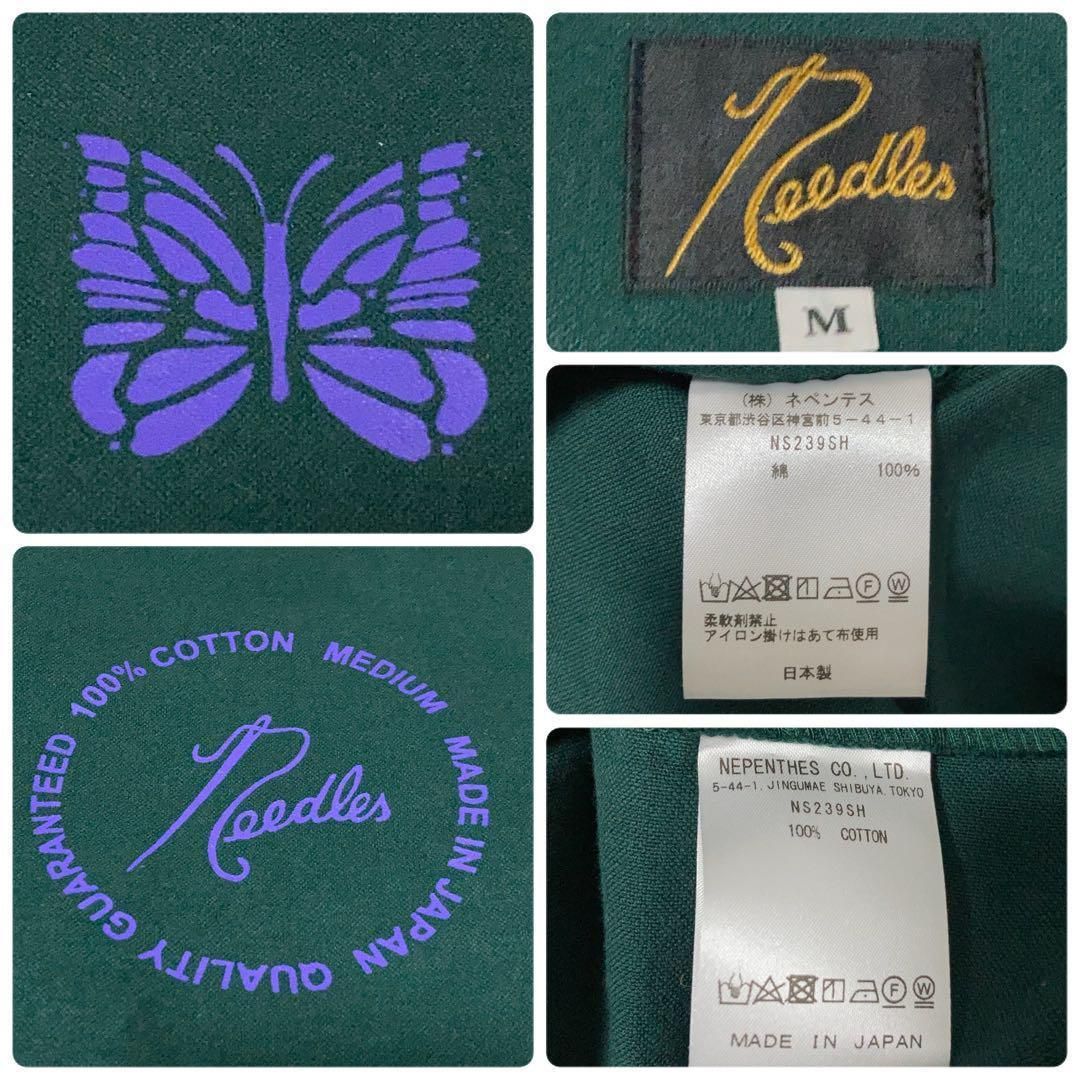 Needles
M
(株) ネペンテス
東京都渋谷区神宮前5-44-1
NS239SH
綿 100%
F W
柔軟剤禁止
アイロン掛けはあて布使用
日本製
QUALITY GUARANTEED 100% COTTON MEDIUM MADE IN JAPAN
Needles
NEPENTHES CO.,LTD.
5-44-1, JINGUMAE SHIBUYA, TOKYO
NS239SH
100% COTTON
F W
MADE IN JAPAN